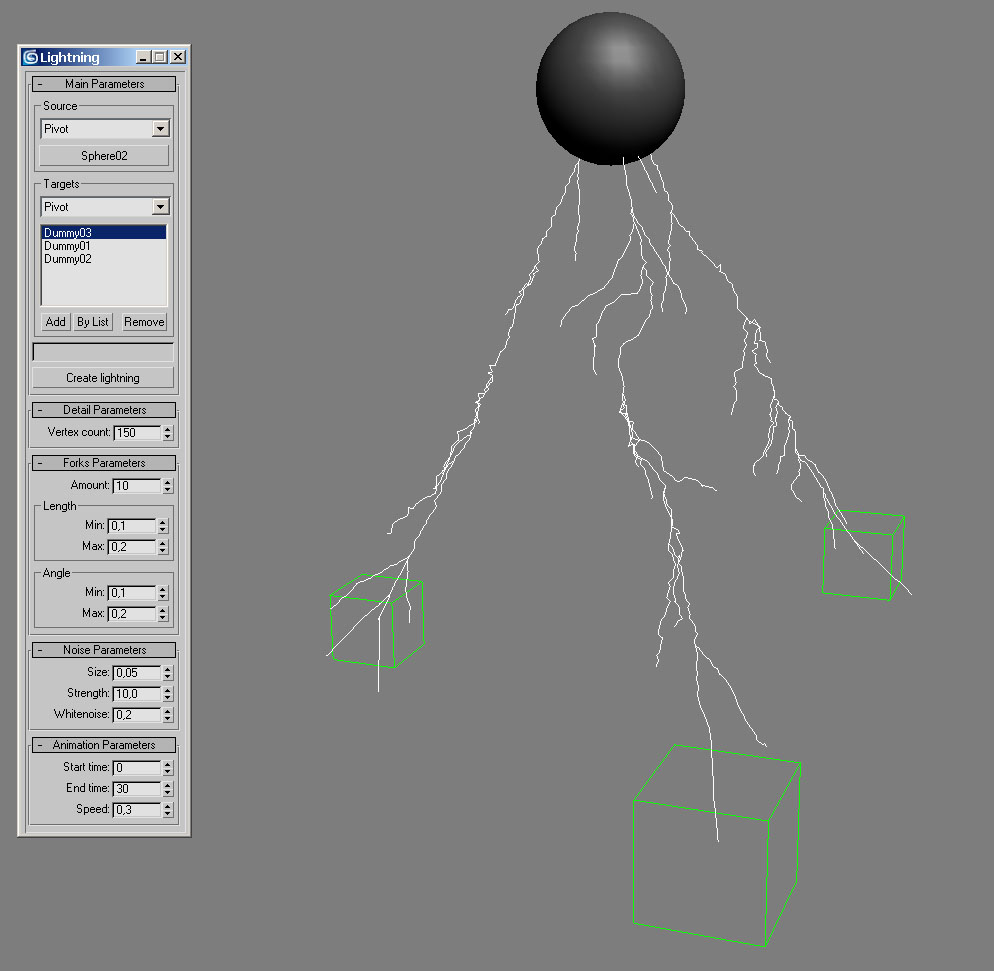 Lightning
- Main Parameters
Source
Pivot
Sphere02
Targets
Pivot
Dummy03
Dummy01
Dummy02
Add By List Remove
Create lightning
- Detail Parameters
Vertex count: 150
- Forks Parameters
Amount: 10
Length
Min: 0,1
Max: 0,2
Angle
Min: 0,1
Max: 0,2
- Noise Parameters
Size: 0,05
Strength: 10,0
Whitenoise: 0,2
- Animation Parameters
Start time: 0
End time: 30
Speed: 0,3